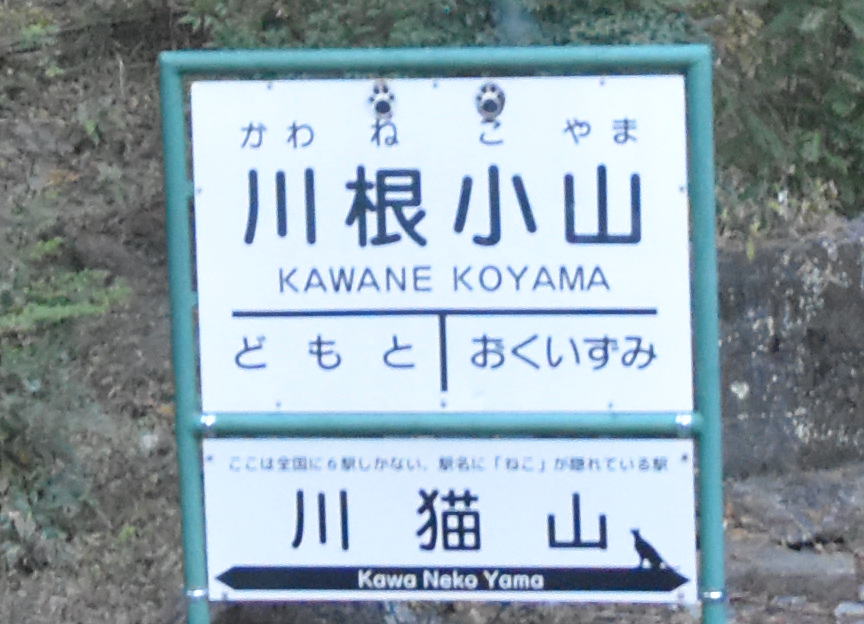 かわ ね こ やま
川根小山
KAWANE KOYAMA
どもと おくいずみ
ここは全国に6駅しかない、駅名に「ねこ」が隠れている駅
川 猫 山
Kawa Neko Yama